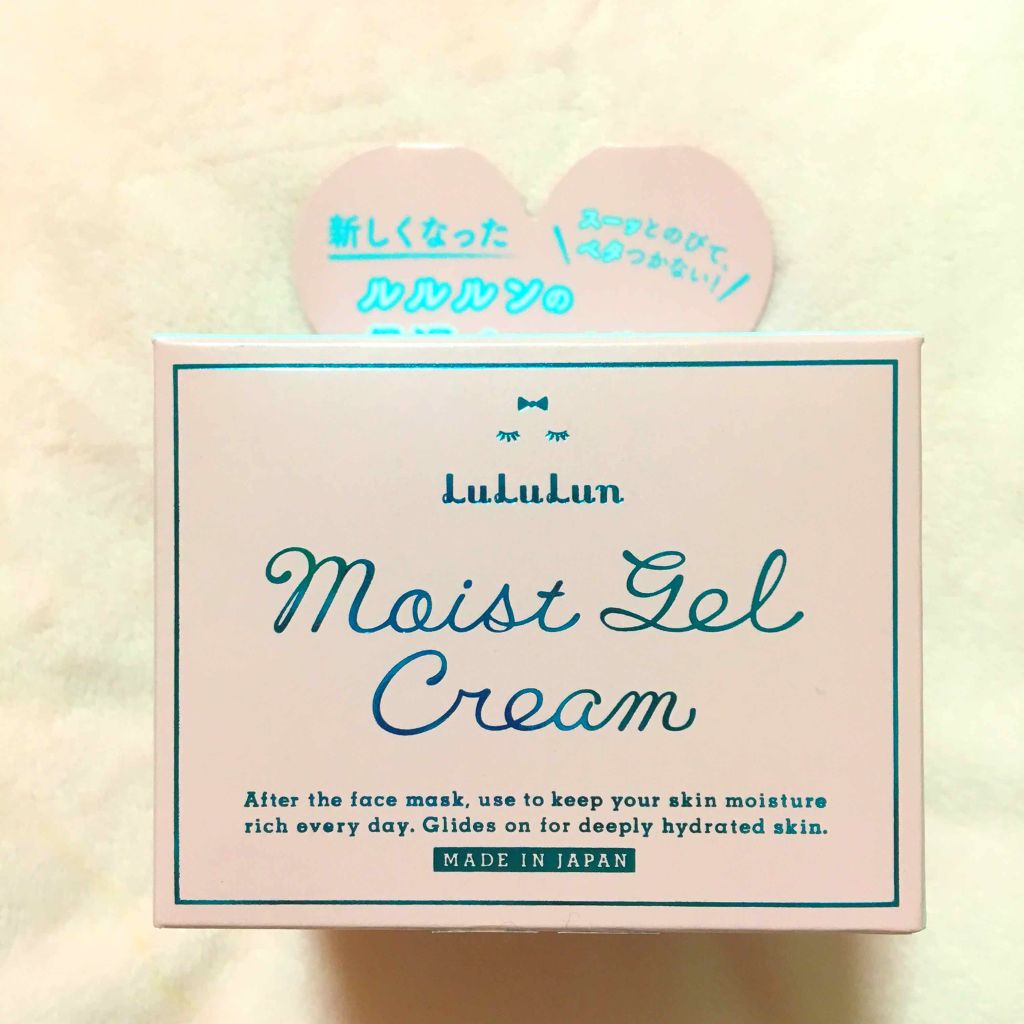 新しくなった
ルルルンの
スーッとのびて、
ベタつかない!
LuLuLun
Moist Gel
Cream
After the face mask, use to keep your skin moisture
rich every day. Glides on for deeply hydrated skin.
MADE IN JAPAN